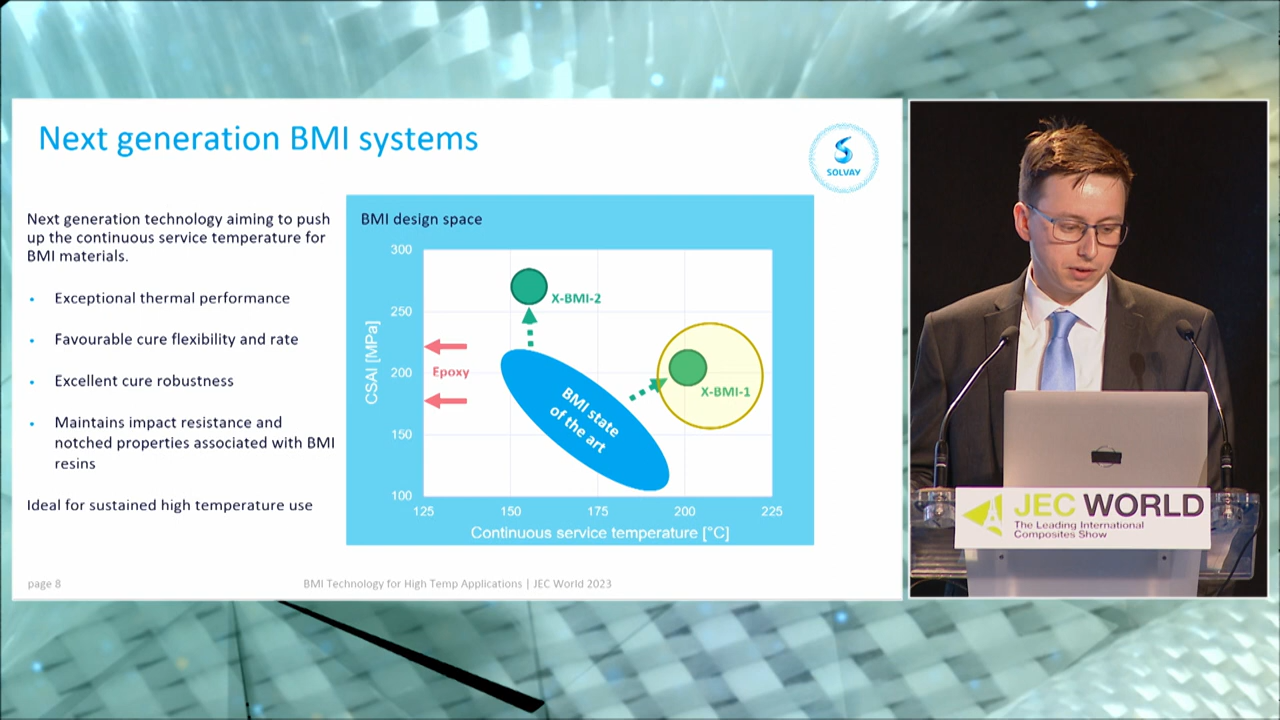 Next generation BMI systems
SOLVAY
Next generation technology aiming to push
up the continuous service temperature for
BMI materials.
• Exceptional thermal performance
• Favourable cure flexibility and rate
• Excellent cure robustness
• Maintains impact resistance and
notched properties associated with BMI
resins
Ideal for sustained high temperature use
BMI design space
CSAI [MPa]
300
250
200
150
100
X-BMI-2
Epoxy
X-BMI-1
BMI state
of the art
125 150 175 200 225
Continuous service temperature [°C]
page 8
BMI Technology for High Temp Applications | JEC World 2023
JEC WORLD
The Leading International
Composites Show